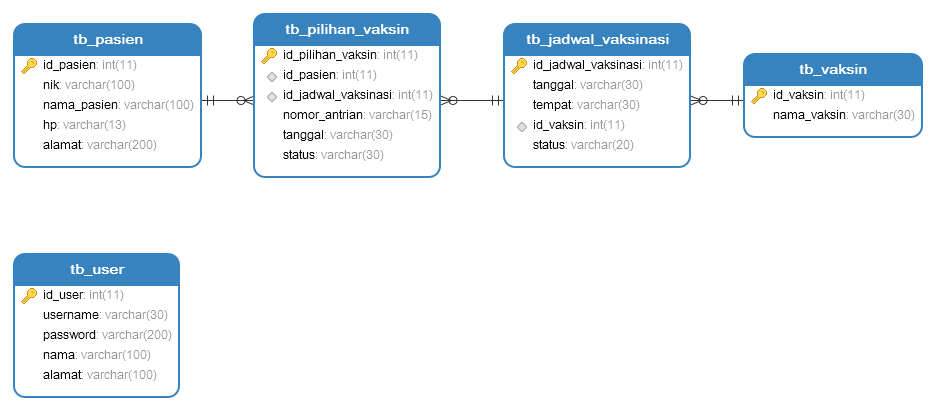 tb_pasien
id_pasien: int(11)
nik: varchar(100)
nama_pasien: varchar(100)
hp: varchar(13)
alamat: varchar(200)
tb_pilihan_vaksin
id_pilihan_vaksin: int(11)
id_pasien: int(11)
id_jadwal_vaksinasi: int(11)
nomor_antrian: varchar(15)
tanggal: varchar(30)
status: varchar(30)
tb_jadwal_vaksinasi
id_jadwal_vaksinasi: int(11)
tanggal: varchar(30)
tempat: varchar(30)
id_vaksin: int(11)
status: varchar(20)
tb_vaksin
id_vaksin: int(11)
nama_vaksin: varchar(30)
tb_user
id_user: int(11)
username: varchar(30)
password: varchar(200)
nama: varchar(100)
alamat: varchar(100)